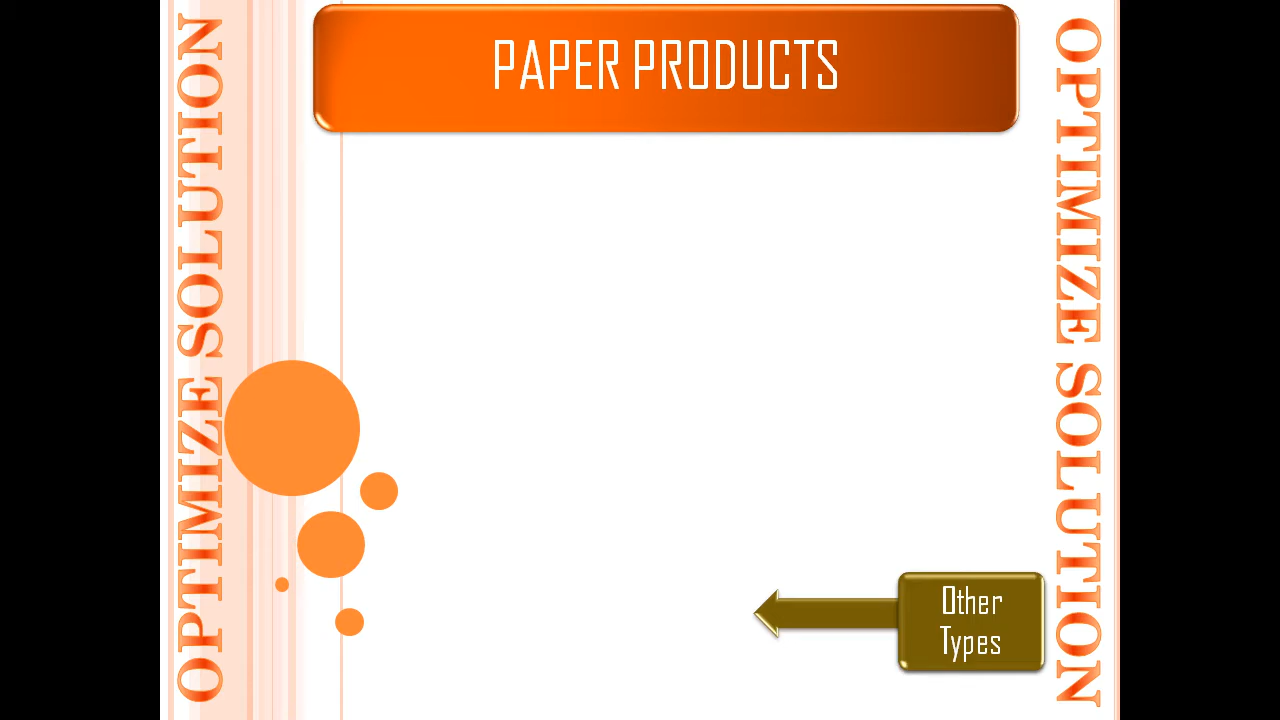 PAPER PRODUCTS
OPTIMIZE SOLUTION
OPTIMIZE SOLUTION
Other
Types